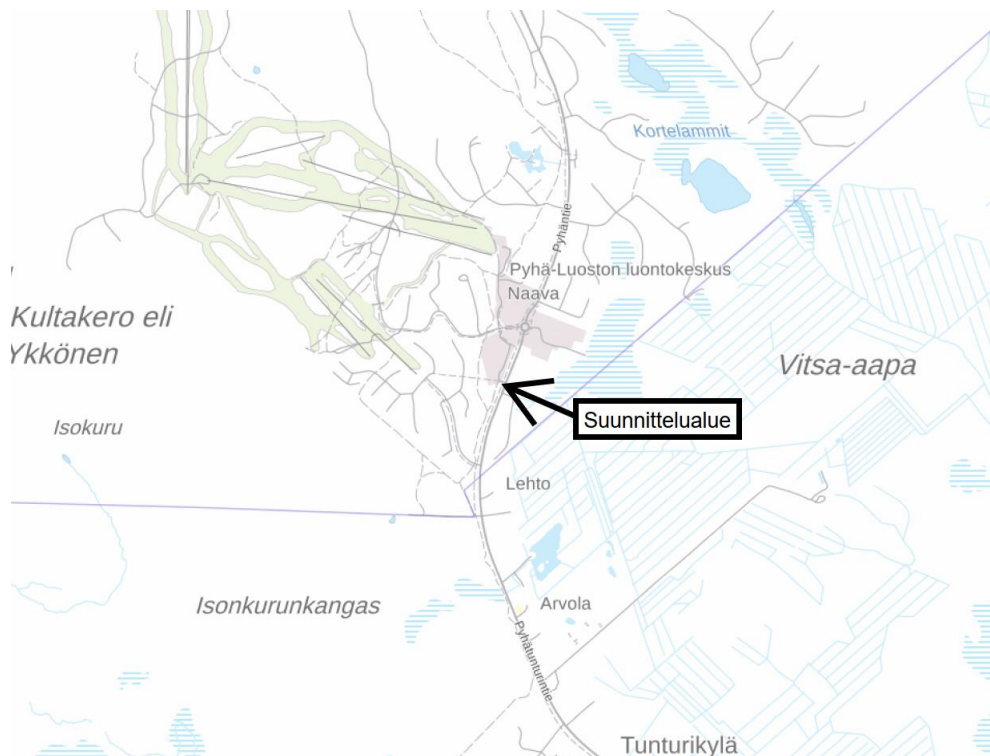 Kortelammit
Pyhäntie
Pyhä-Luoston luontokeskus
Naava
Kultakero eli
Ykkönen
Vitsa-aapa
Suunnittelualue
Isokuru
Lehto
Isonkurunkangas
Arvola
Pyhätunturintie
Tunturikylä